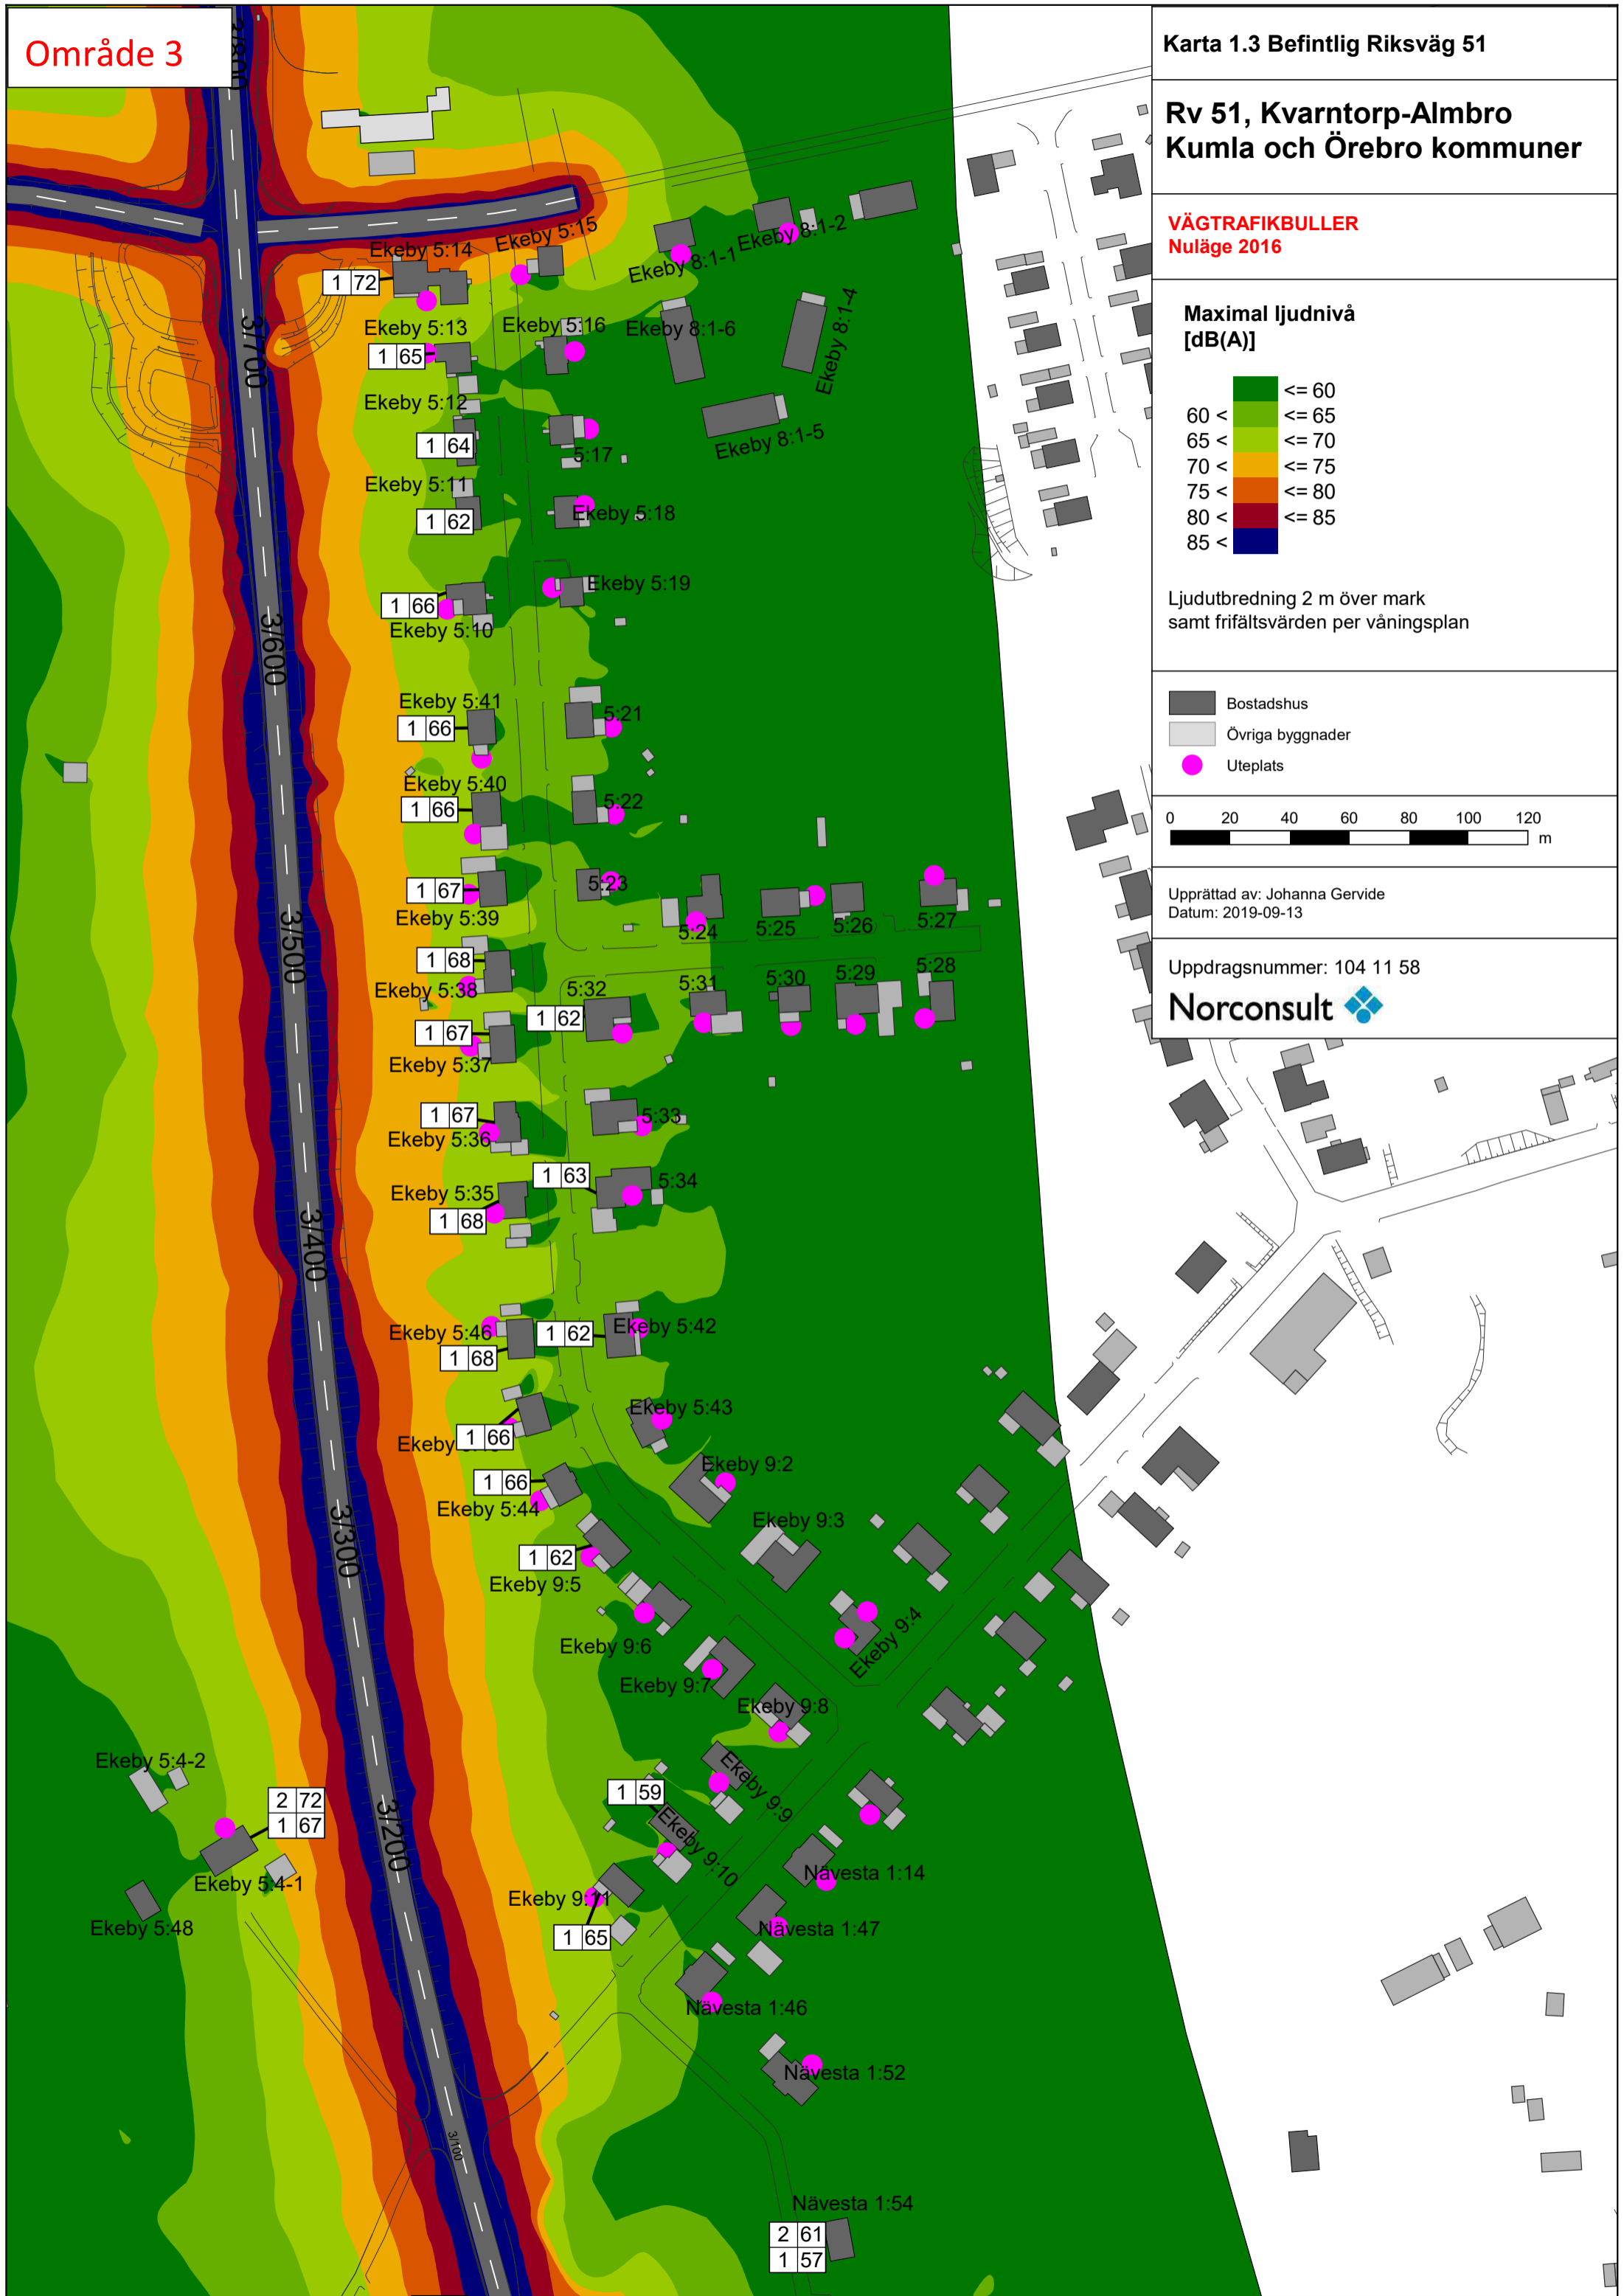 Område 3
Karta 1.3 Befintlig Riksväg 51
Rv 51, Kvarntorp-Almbro
Kumla och Örebro kommuner
VÄGTRAFIKBULLER
Nuläge 2016
Maximal ljudnivå
[dB(A)]
<= 60
60 < <= 65
65 < <= 70
70 < <= 75
75 < <= 80
80 < <= 85
85 <
Ljudutbredning 2 m över mark
samt frifältsvärden per våningsplan
Bostadshus
Övriga byggnader
Uteplats
0 20 40 60 80 100 120
m
Upprättad av: Johanna Gervide
Datum: 2019-09-13
Uppdragsnummer: 104 11 58
Norconsult
3/800
Ekeby 5:14
1 72
Ekeby 5:15
Ekeby 8:1-1
Ekeby 8:1-2
Ekeby 5:13
1 65
Ekeby 5:16
Ekeby 8:1-6
Ekeby 8:1-4
3/700
Ekeby 5:12
1 64
5:17
Ekeby 8:1-5
Ekeby 5:11
1 62
Ekeby 5:18
Ekeby 5:19
1 66
Ekeby 5:10
3/600
Ekeby 5:41
1 66
5:21
Ekeby 5:40
1 66
5:22
1 67
Ekeby 5:39
5:23
5:24
5:25
5:26
5:27
3/500
1 68
Ekeby 5:38
5:32
1 62
5:31
5:30
5:29
5:28
1 67
Ekeby 5:37
1 67
Ekeby 5:36
5:33
1 63
5:34
Ekeby 5:35
1 68
3/400
Ekeby 5:46
1 68
1 62
Ekeby 5:42
Ekeby
1 66
Ekeby 5:43
1 66
Ekeby 5:44
Ekeby 9:2
3/300
Ekeby 9:3
1 62
Ekeby 9:5
Ekeby 9:4
Ekeby 9:6
Ekeby 9:7
Ekeby 9:8
Ekeby 5:4-2
2 72
1 67
Ekeby 5:4-1
Ekeby 5:48
3/200
1 59
Ekeby 9:9
Ekeby 9:10
Ekeby 9:11
1 65
Nävesta 1:14
Nävesta 1:47
Nävesta 1:46
Nävesta 1:52
3/100
Nävesta 1:54
2 61
1 57